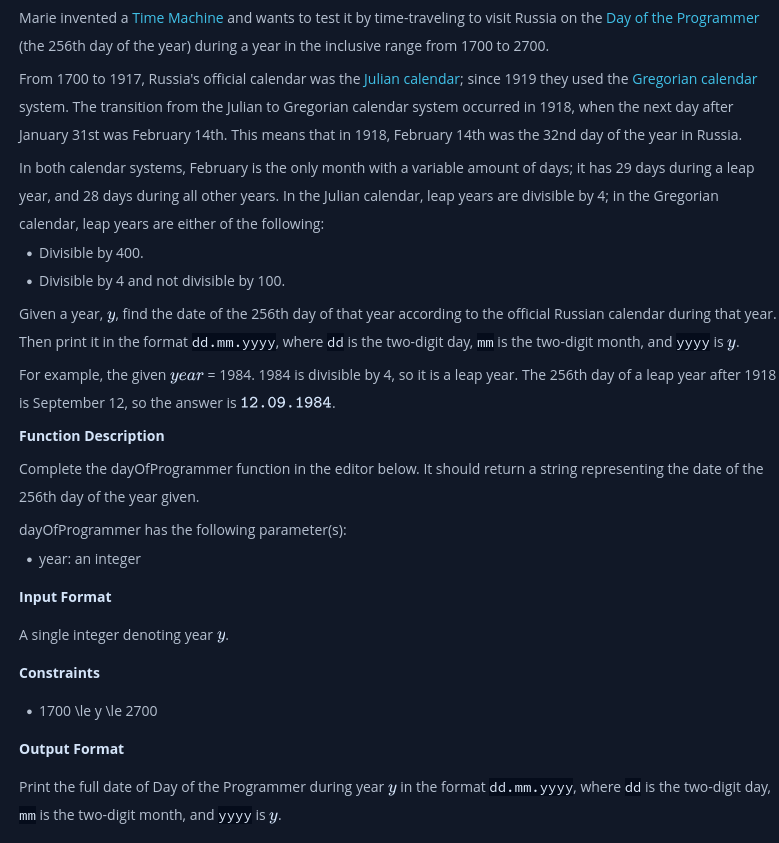 Marie invented a Time Machine and wants to test it by time-traveling to visit Russia on the Day of the Programmer
(the 256th day of the year) during a year in the inclusive range from 1700 to 2700.
From 1700 to 1917, Russia's official calendar was the Julian calendar; since 1919 they used the Gregorian calendar
system. The transition from the Julian to Gregorian calendar system occurred in 1918, when the next day after
January 31st was February 14th. This means that in 1918, February 14th was the 32nd day of the year in Russia.
In both calendar systems, February is the only month with a variable amount of days; it has 29 days during a leap
year, and 28 days during all other years. In the Julian calendar, leap years are divisible by 4; in the Gregorian
calendar, leap years are either of the following:
• Divisible by 400.
• Divisible by 4 and not divisible by 100.
Given a year, y, find the date of the 256th day of that year according to the official Russian calendar during that year.
Then print it in the format dd.mm.yyyy, where dd is the two-digit day, mm is the two-digit month, and yyyy is y.
For example, the given year = 1984. 1984 is divisible by 4, so it is a leap year. The 256th day of a leap year after 1918
is September 12, so the answer is 12.09.1984.
Function Description
Complete the dayOfProgrammer function in the editor below. It should return a string representing the date of the
256th day of the year given.
dayOfProgrammer has the following parameter(s):
• year: an integer
Input Format
A single integer denoting year y.
Constraints
• 1700 \le y \le 2700
Output Format
Print the full date of Day of the Programmer during year y in the format dd.mm.yyyy, where dd is the two-digit day,
mm is the two-digit month, and yyyy is y.